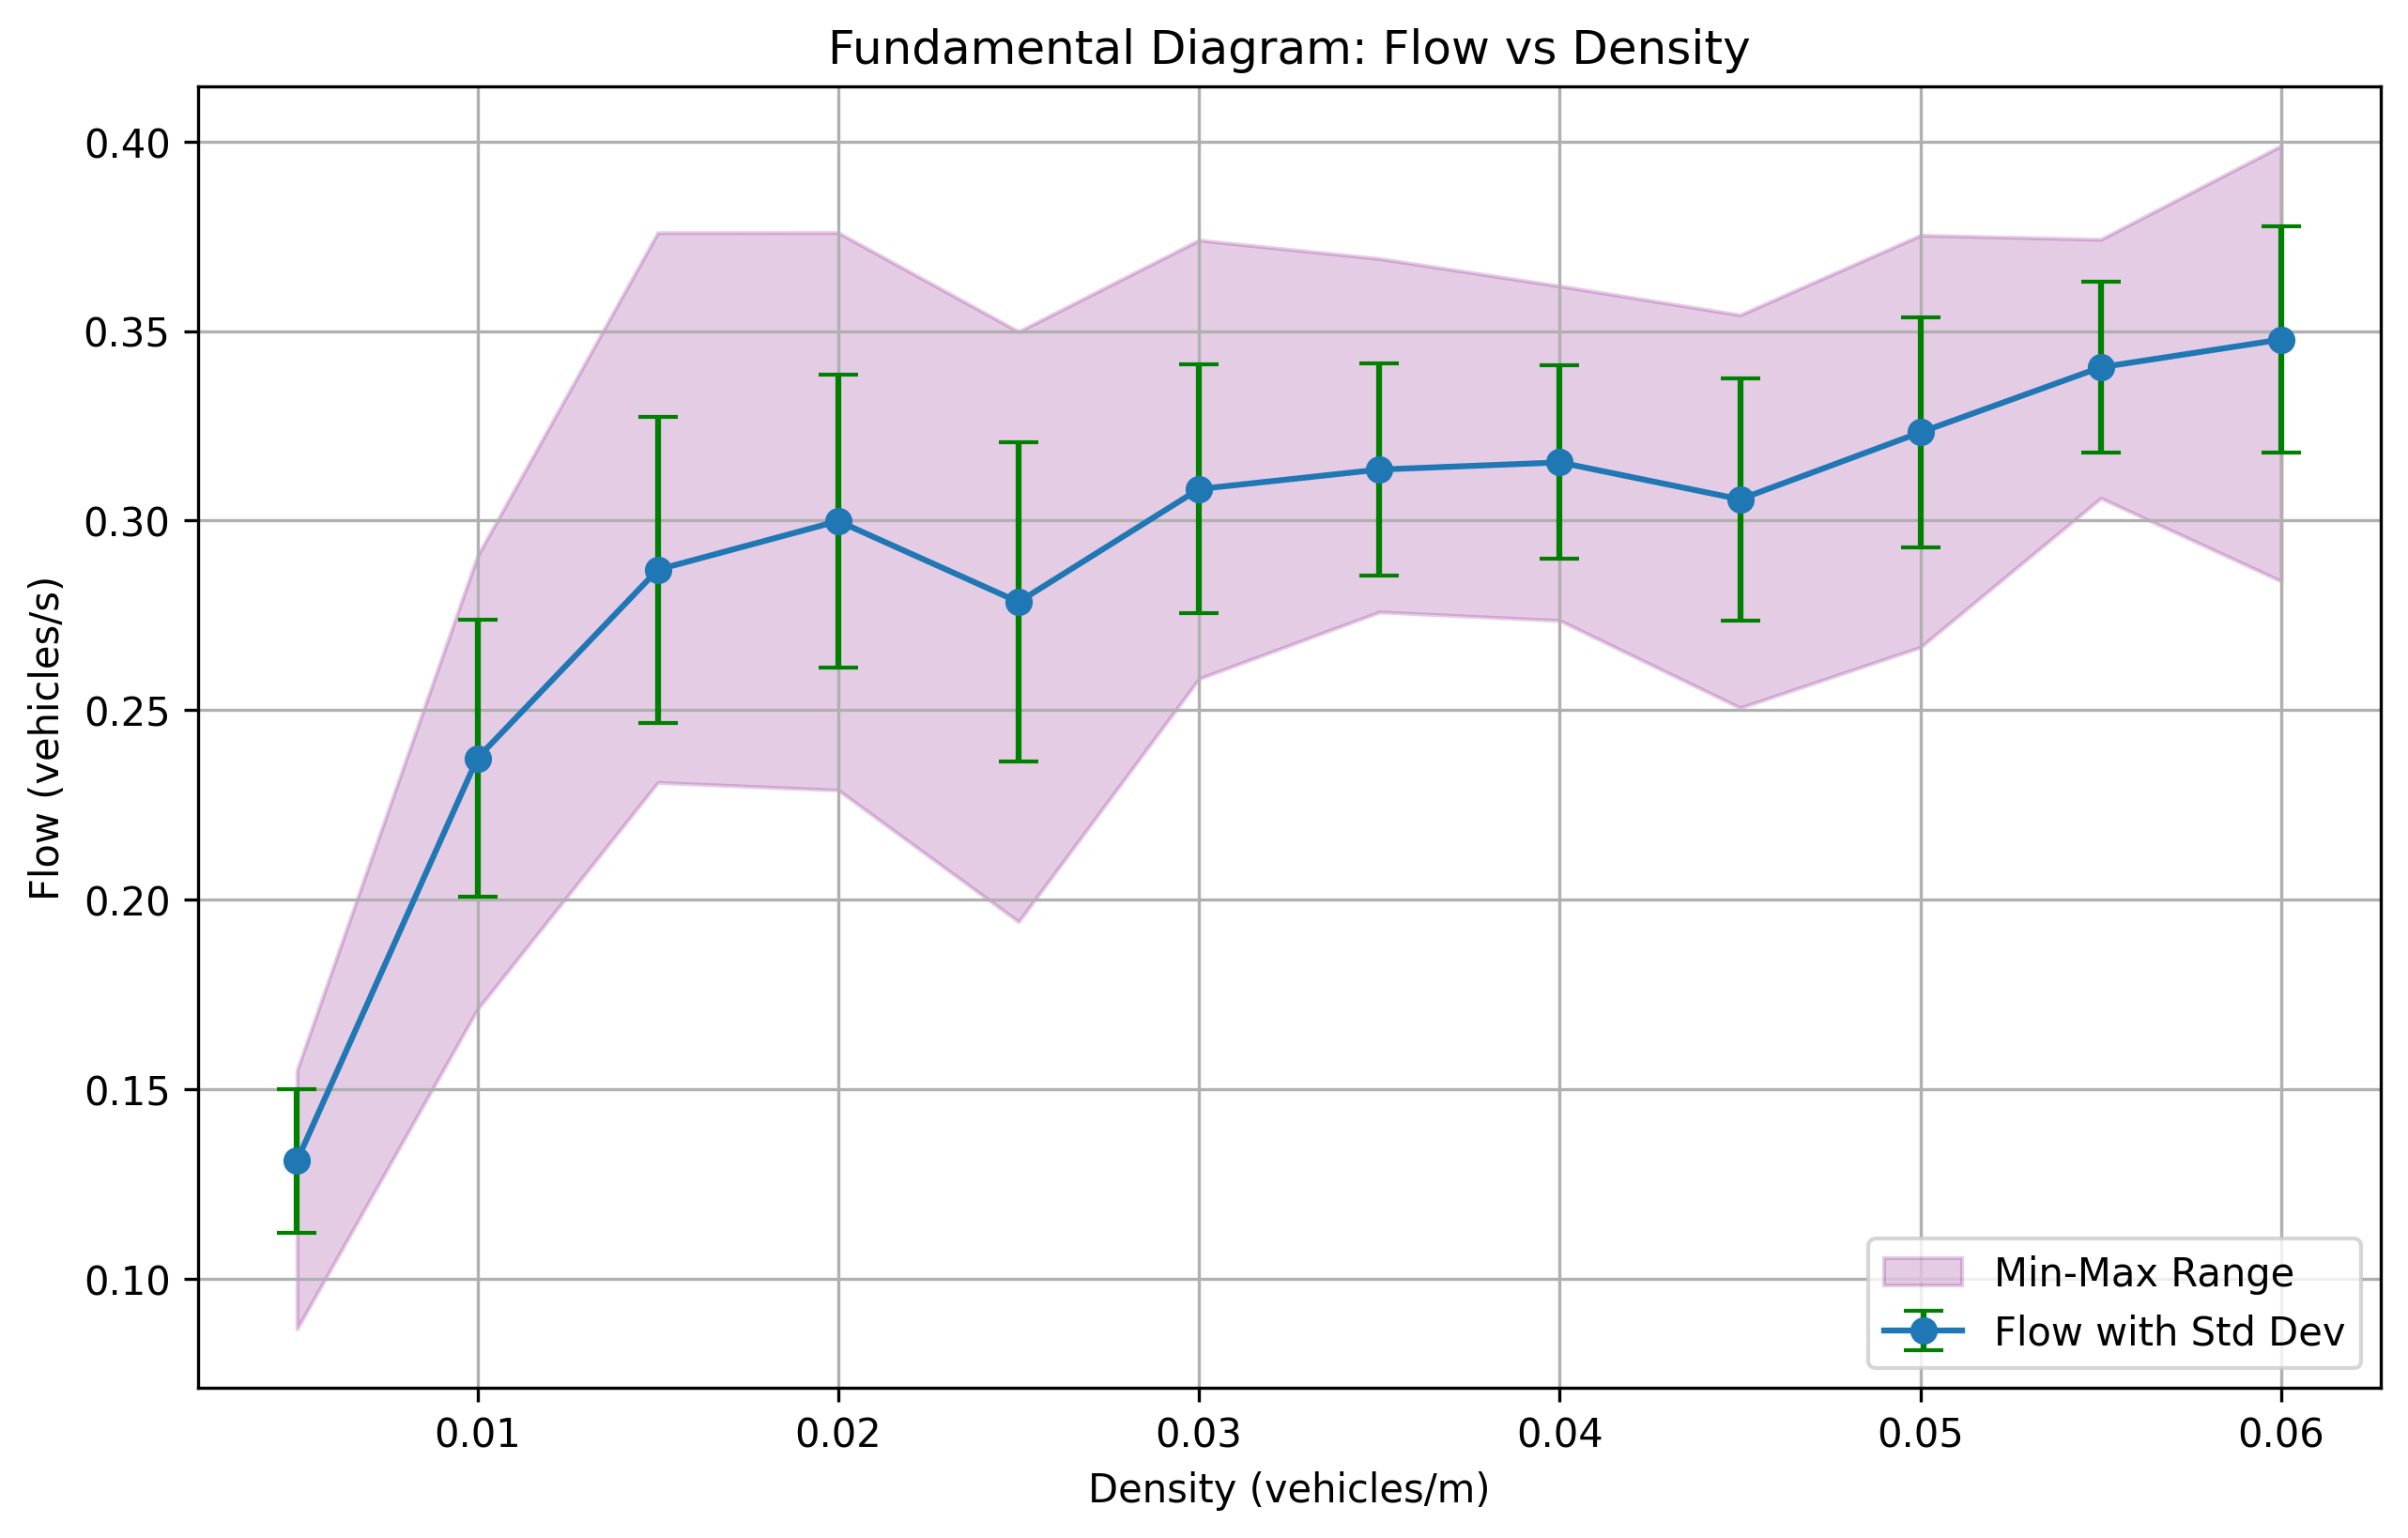 Fundamental Diagram: Flow vs Density
Flow (vehicles/s)
0.40
0.35
0.30
0.25
0.20
0.15
0.10
0.01 0.02 0.03 0.04 0.05 0.06
Density (vehicles/m)
Min-Max Range
Flow with Std Dev